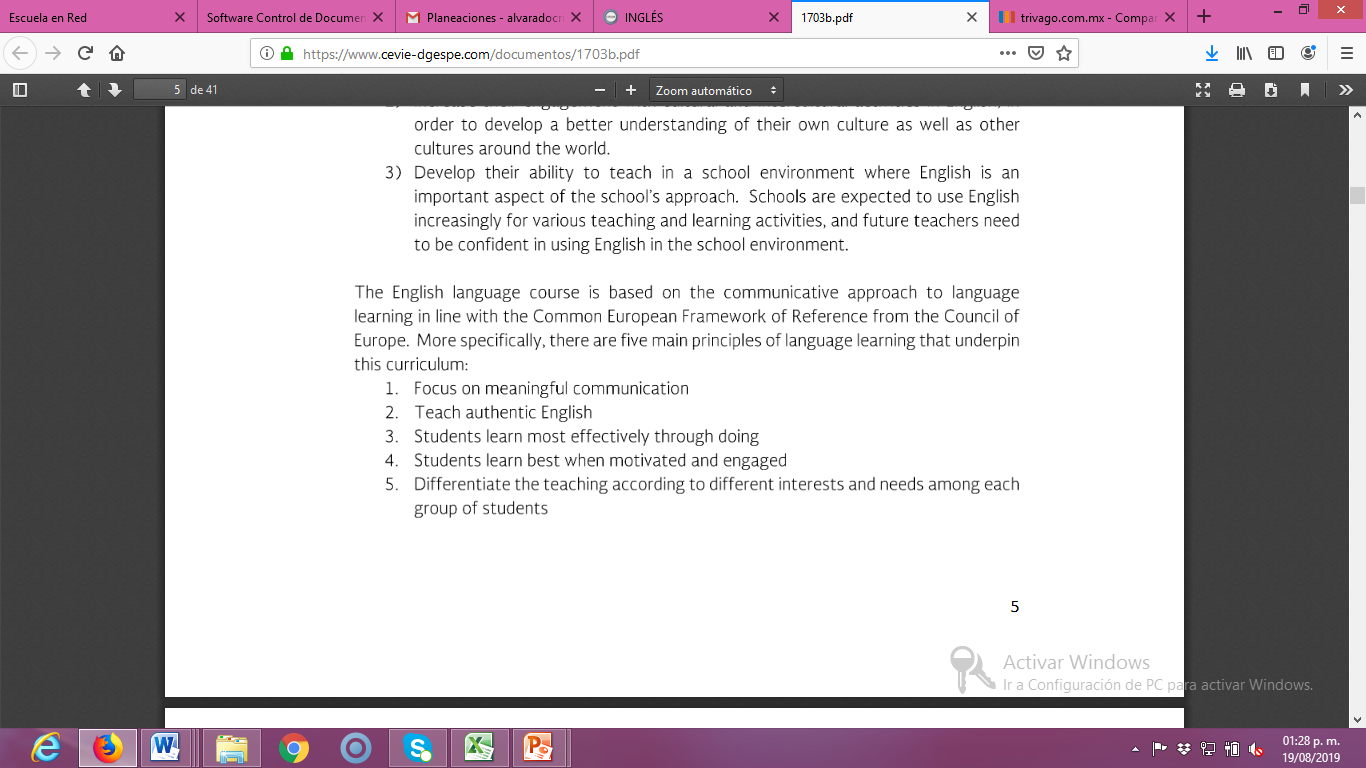 Escuela en Red
Software Control de Documen
Planeaciones - alvaradocr
INGLÉS
1703b.pdf
trivago.com.mx - Compar
https://www.cevie-dgespe.com/documentos/1703b.pdf
5 de 41
Zoom automático
order to develop a better understanding of their own culture as well as other
cultures around the world.
3) Develop their ability to teach in a school environment where English is an
important aspect of the school's approach. Schools are expected to use English
increasingly for various teaching and learning activities, and future teachers need
to be confident in using English in the school environment.
The English language course is based on the communicative approach to language
learning in line with the Common European Framework of Reference from the Council of
Europe. More specifically, there are five main principles of language learning that underpin
this curriculum:
1. Focus on meaningful communication
2. Teach authentic English
3. Students learn most effectively through doing
4. Students learn best when motivated and engaged
5. Differentiate the teaching according to different interests and needs among each
group of students
5
Activar Windows
Ir a Configuración de PC para activar Windows.
01:28 p. m.
19/08/2019